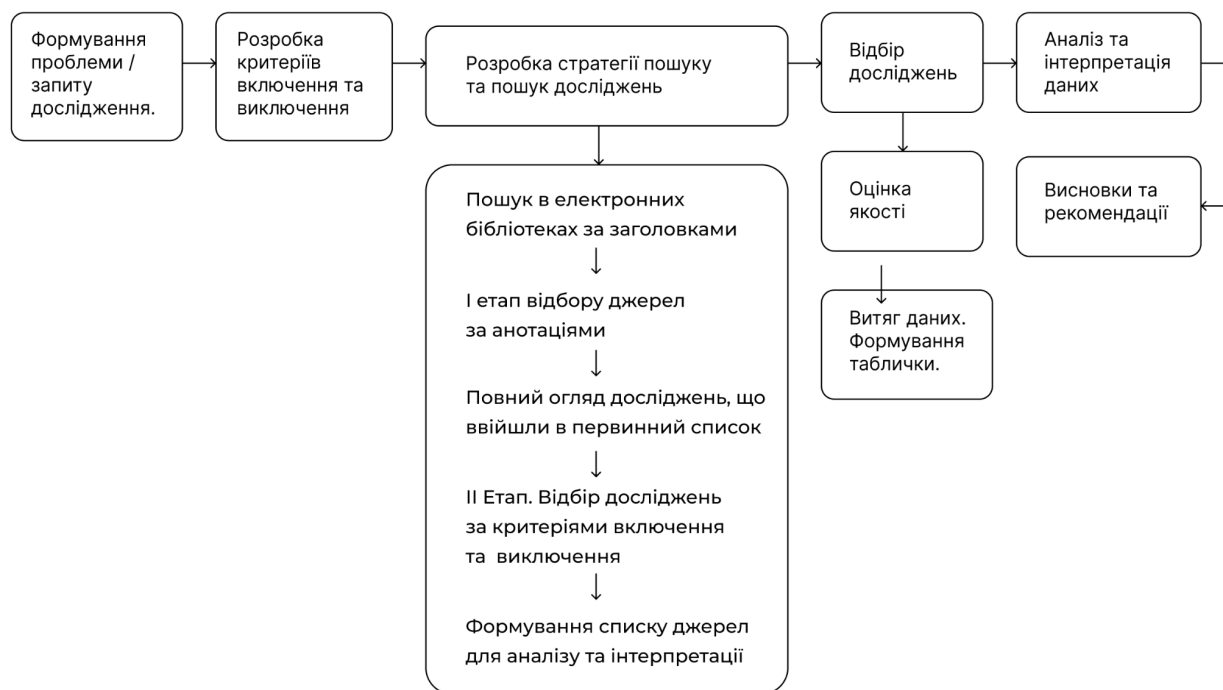 Формування
проблеми /
запиту
дослідження.
Розробка
критеріїв
включення та
виключення
Розробка стратегії пошуку
та пошук досліджень
Відбір
досліджень
Аналіз та
інтерпретація
даних
Пошук в електронних
бібліотеках за заголовками
І етап відбору джерел
за анотаціями
Повний огляд досліджень, що
ввійшли в первинний список
ІІ Етап. Відбір досліджень
за критеріями включення
та виключення
Формування списку джерел
для аналізу та інтерпретації
Оцінка
якості
Витяг даних.
Формування
таблички.
Висновки та
рекомендації